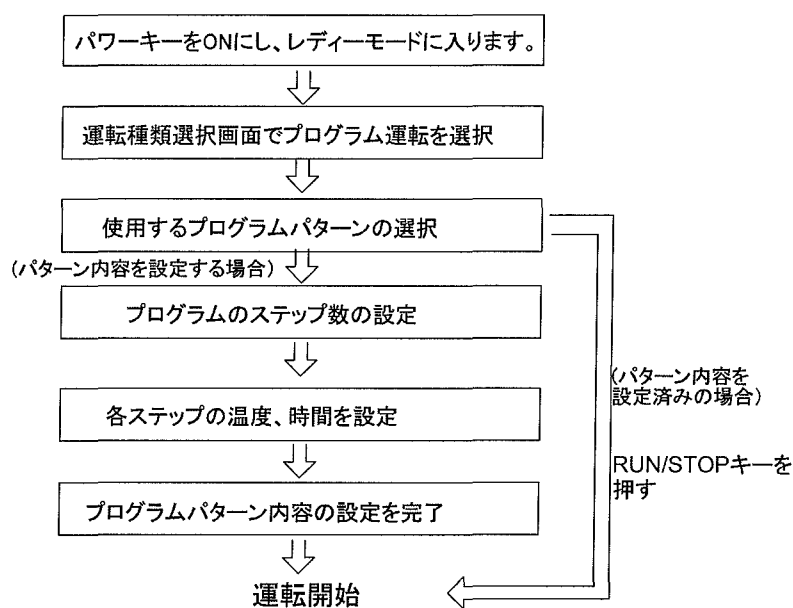 パワーキーをONにし、レディーモードに入ります。
運転種類選択画面でプログラム運転を選択
使用するプログラムパターンの選択
(パターン内容を設定する場合)
プログラムのステップ数の設定
各ステップの温度、時間を設定
プログラムパターン内容の設定を完了
運転開始
(パターン内容を
設定済みの場合)
RUN/STOPキーを
押す